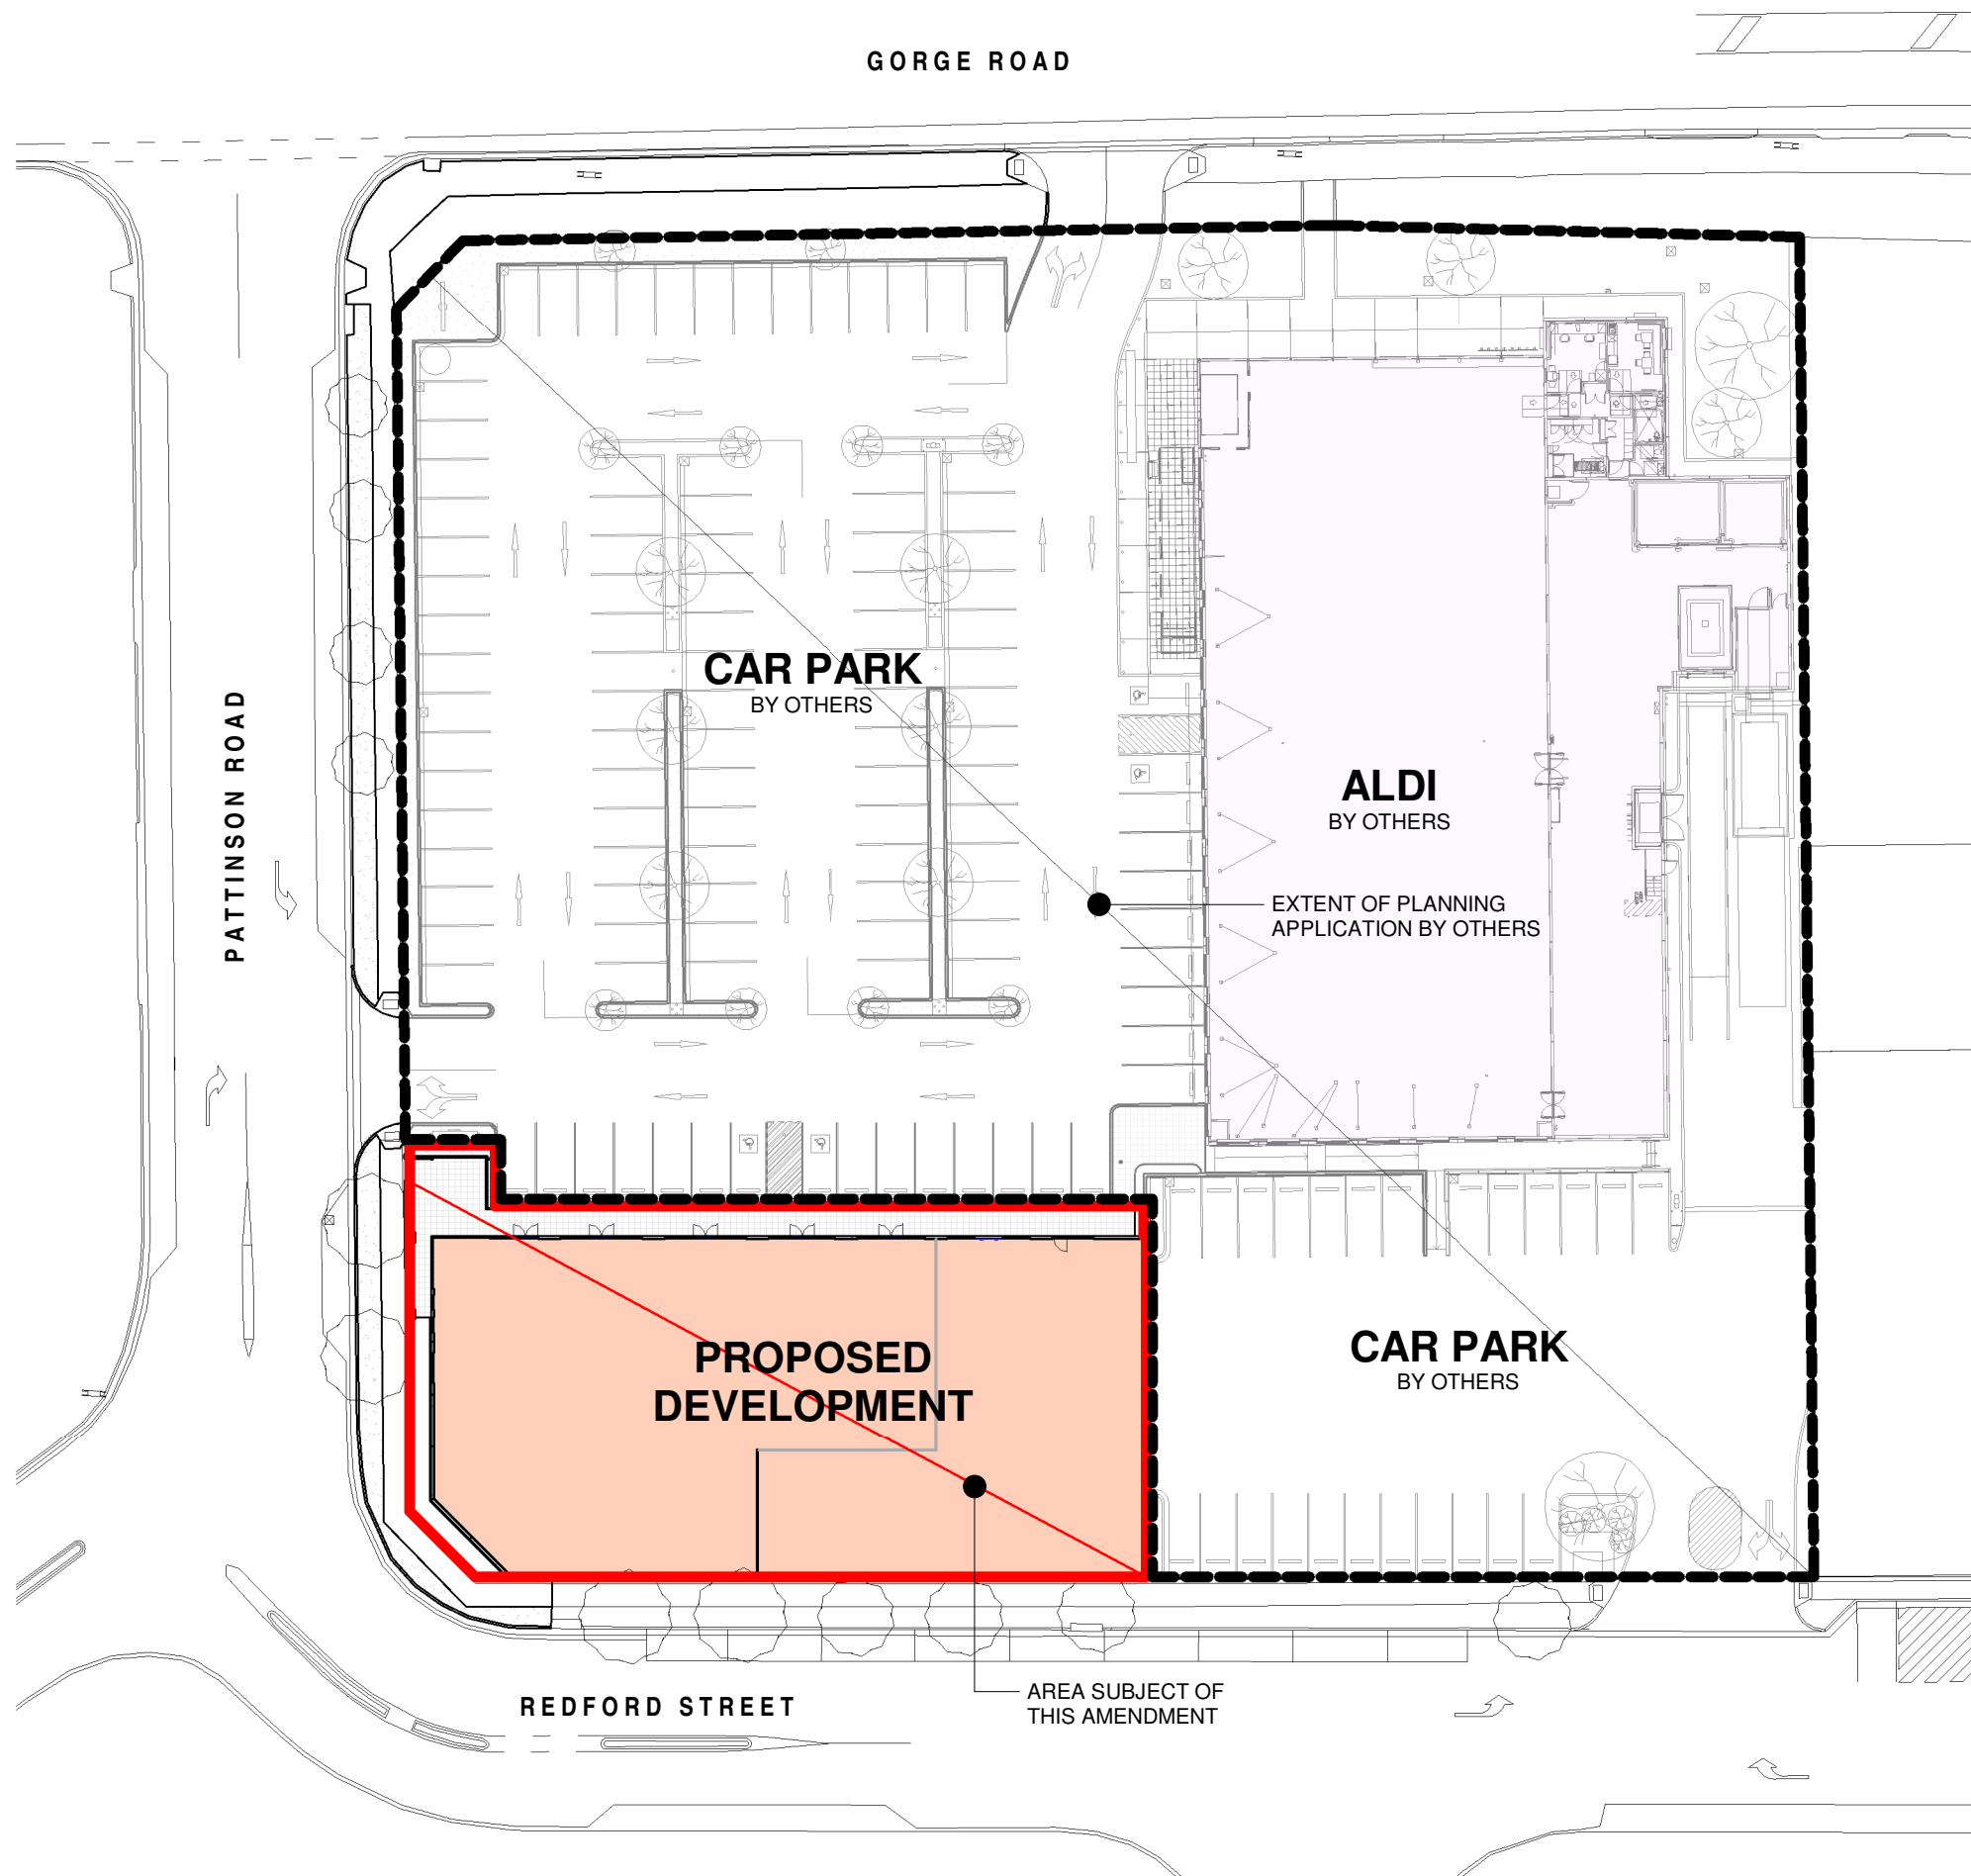 GORGE ROAD
CAR PARK
BY OTHERS
PATTINSON ROAD
ALDI
BY OTHERS
EXTENT OF PLANNING
APPLICATION BY OTHERS
PROPOSED
DEVELOPMENT
CAR PARK
BY OTHERS
AREA SUBJECT OF
THIS AMENDMENT
REDFORD STREET